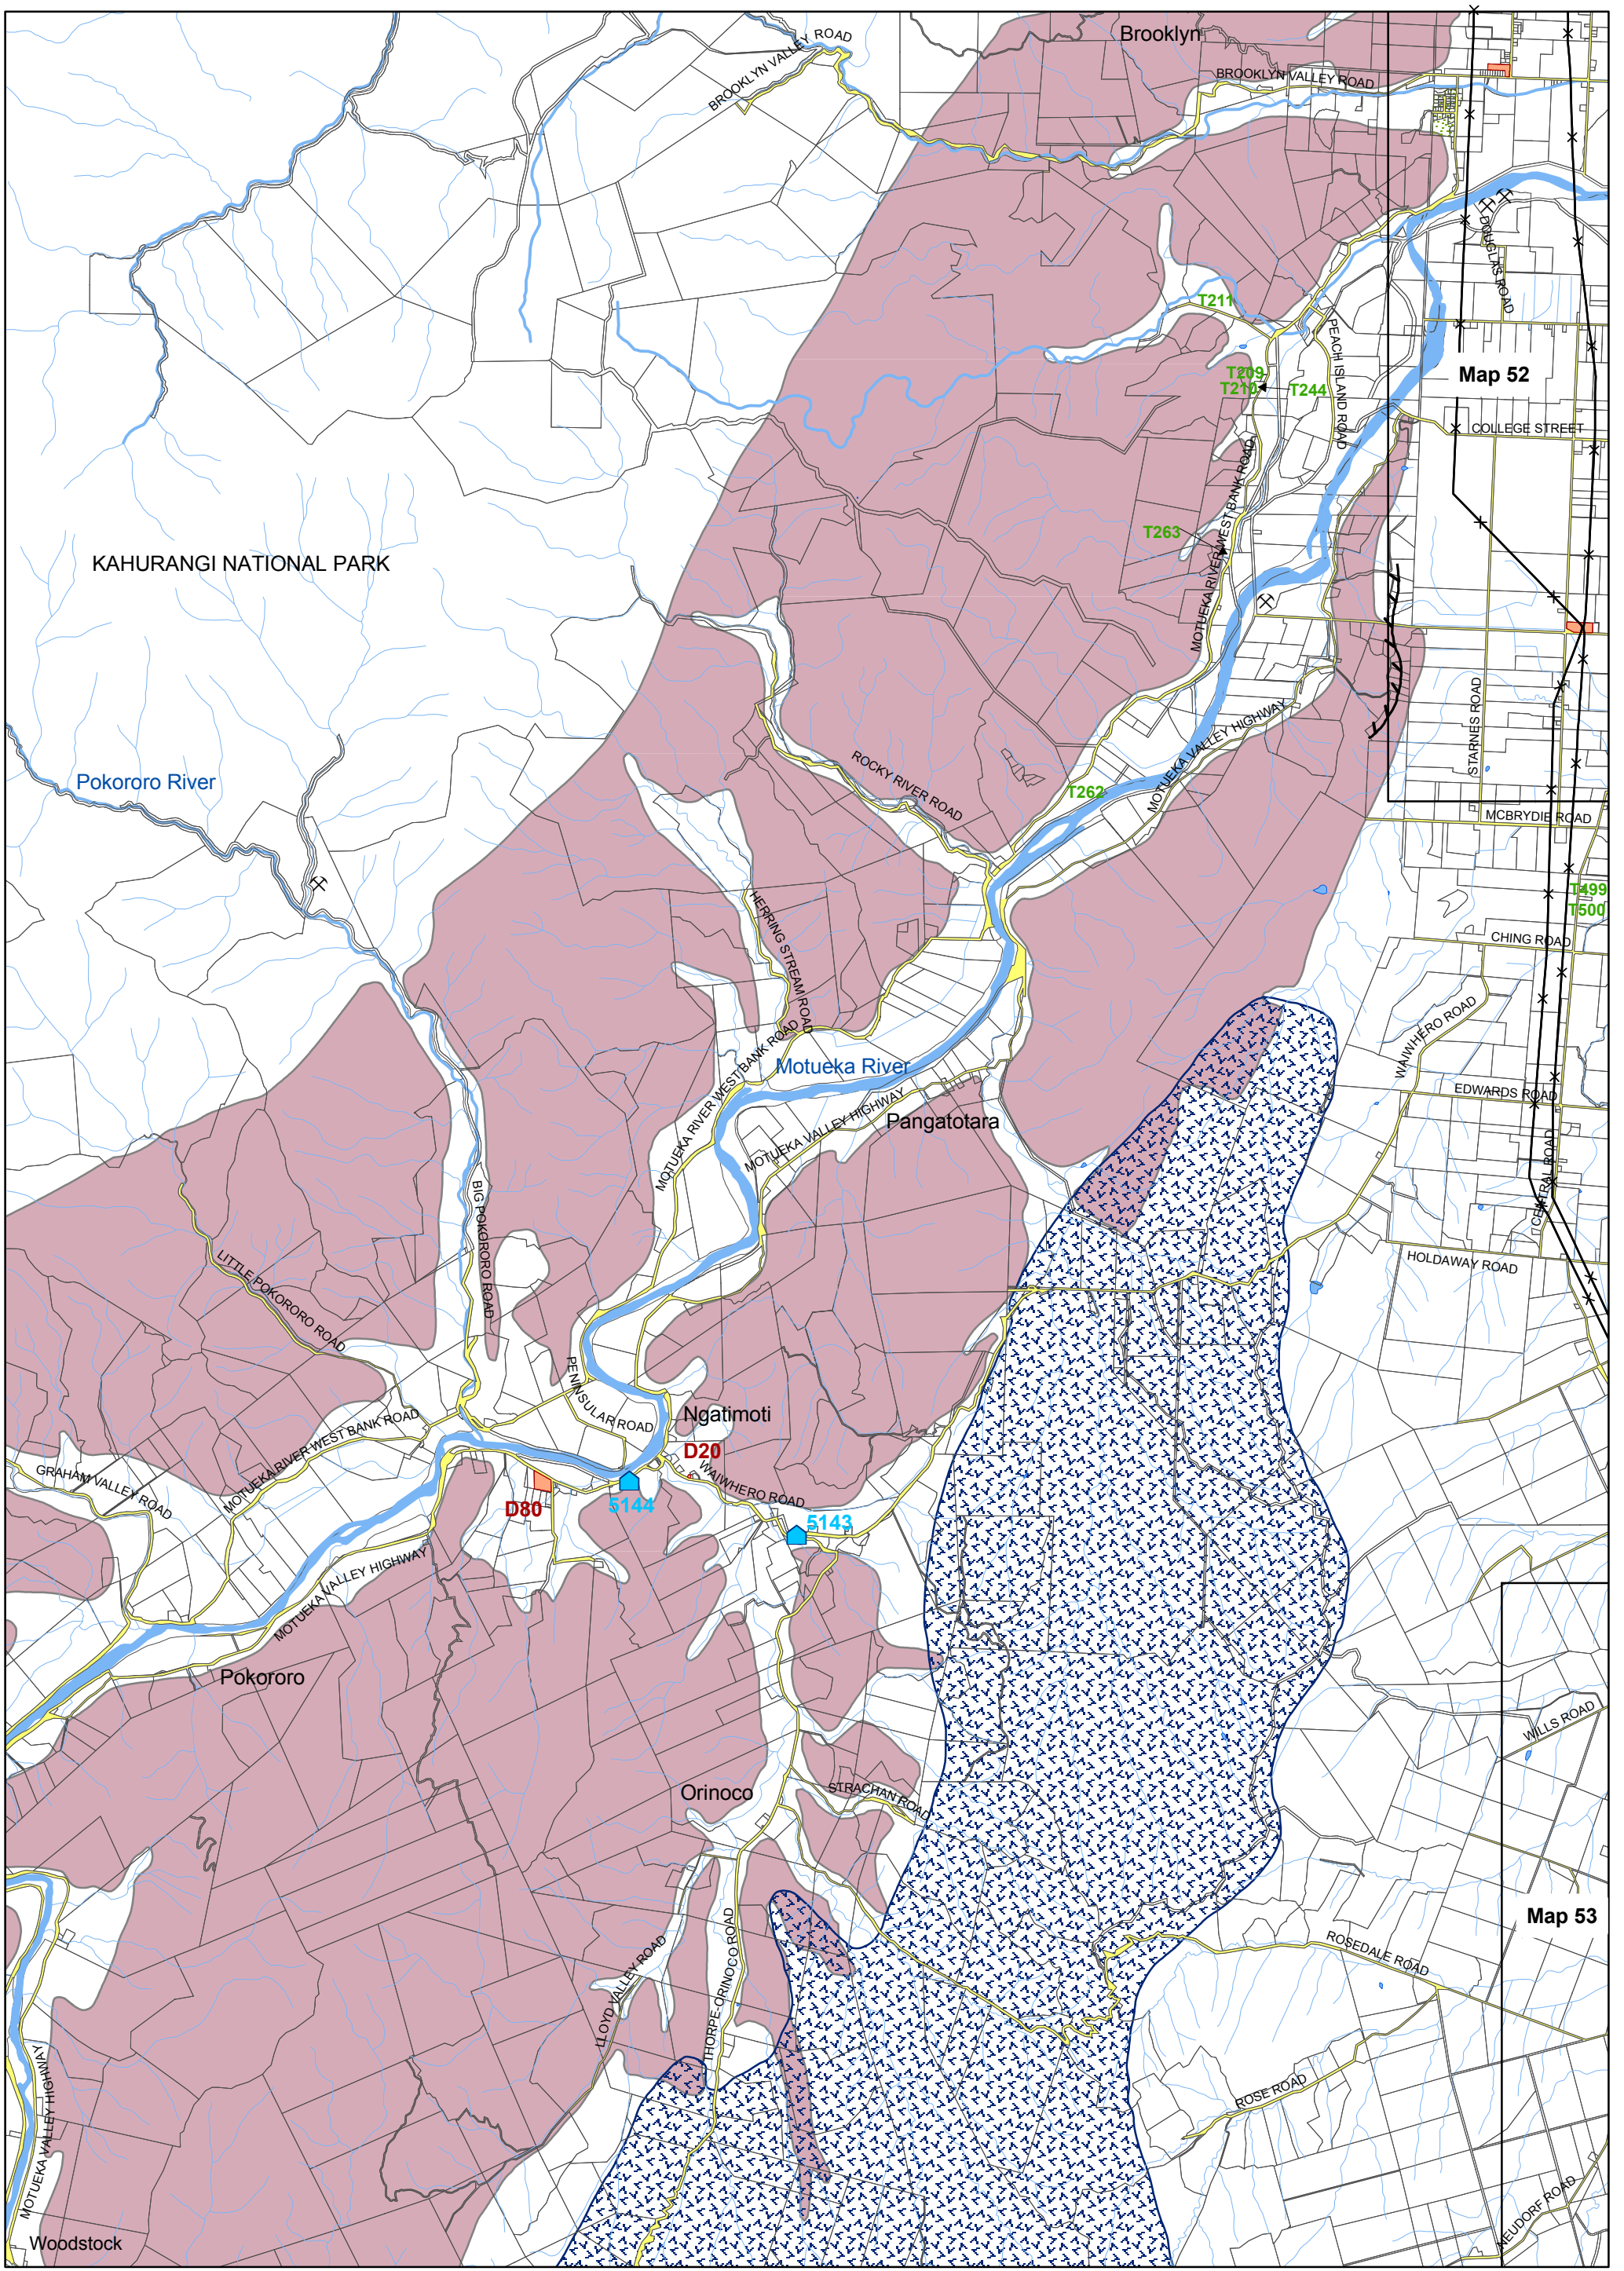 Brooklyn
BROOKLYN VALLEY ROAD
BROOKLYN VALLEY ROAD
DOUGLAS ROAD
T211
PEACH ISLAND ROAD
Map 52
T209
T210
T244
COLLEGE STREET
T263
MOTUEKA RIVER WEST BANK ROAD
KAHURANGI NATIONAL PARK
STARNES ROAD
MOTUEKA VALLEY HIGHWAY
Pokororo River
ROCKY RIVER ROAD
T262
MCBRYDIE ROAD
T499
T500
HERRING STREAM ROAD
CHING ROAD
WAIWHERO ROAD
MOTUEKA RIVER WEST BANK ROAD
Motueka River
EDWARDS ROAD
MOTUEKA VALLEY HIGHWAY
Pangatotara
CENTRAL ROAD
BIG POKORORO ROAD
LITTLE POKORORO ROAD
HOLDAWAY ROAD
PENINSULAR ROAD
Ngatimoti
MOTUEKA RIVER WEST BANK ROAD
D20
GRAHAM VALLEY ROAD
WAIWHERO ROAD
D80
5144
5143
MOTUEKA VALLEY HIGHWAY
Pokororo
WILLS ROAD
Orinoco
STRACHAN ROAD
Map 53
ROSEDALE ROAD
LLOYD VALLEY ROAD
THORPE-ORINOCO ROAD
MOTUEKA VALLEY HIGHWAY
ROSE ROAD
NEUDORF ROAD
Woodstock